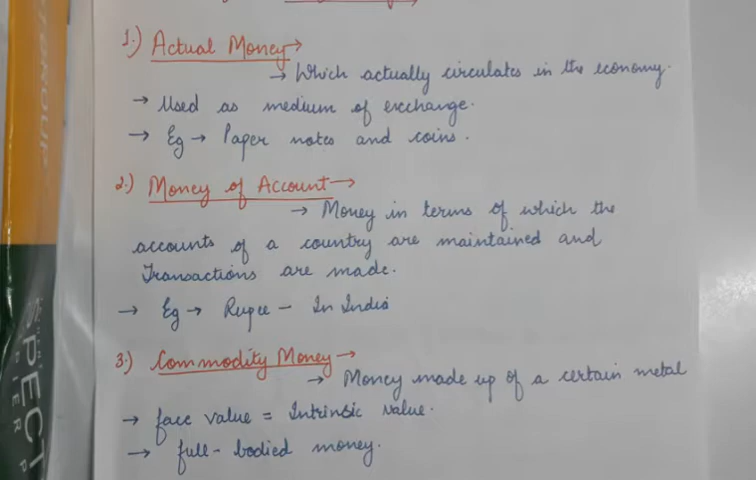 1.) Actual Money →
→ Which actually circulates in the economy.
→ Used as medium of exchange.
→ Eg → Paper notes and coins.
2.) Money of Account →
→ Money in terms of which the
accounts of a country are maintained and
Transactions are made.
→ Eg → Rupee - In India
3.) Commodity Money →
→ Money made up of a certain metal
→ face value = Intrinsic value.
→ full-bodied money.